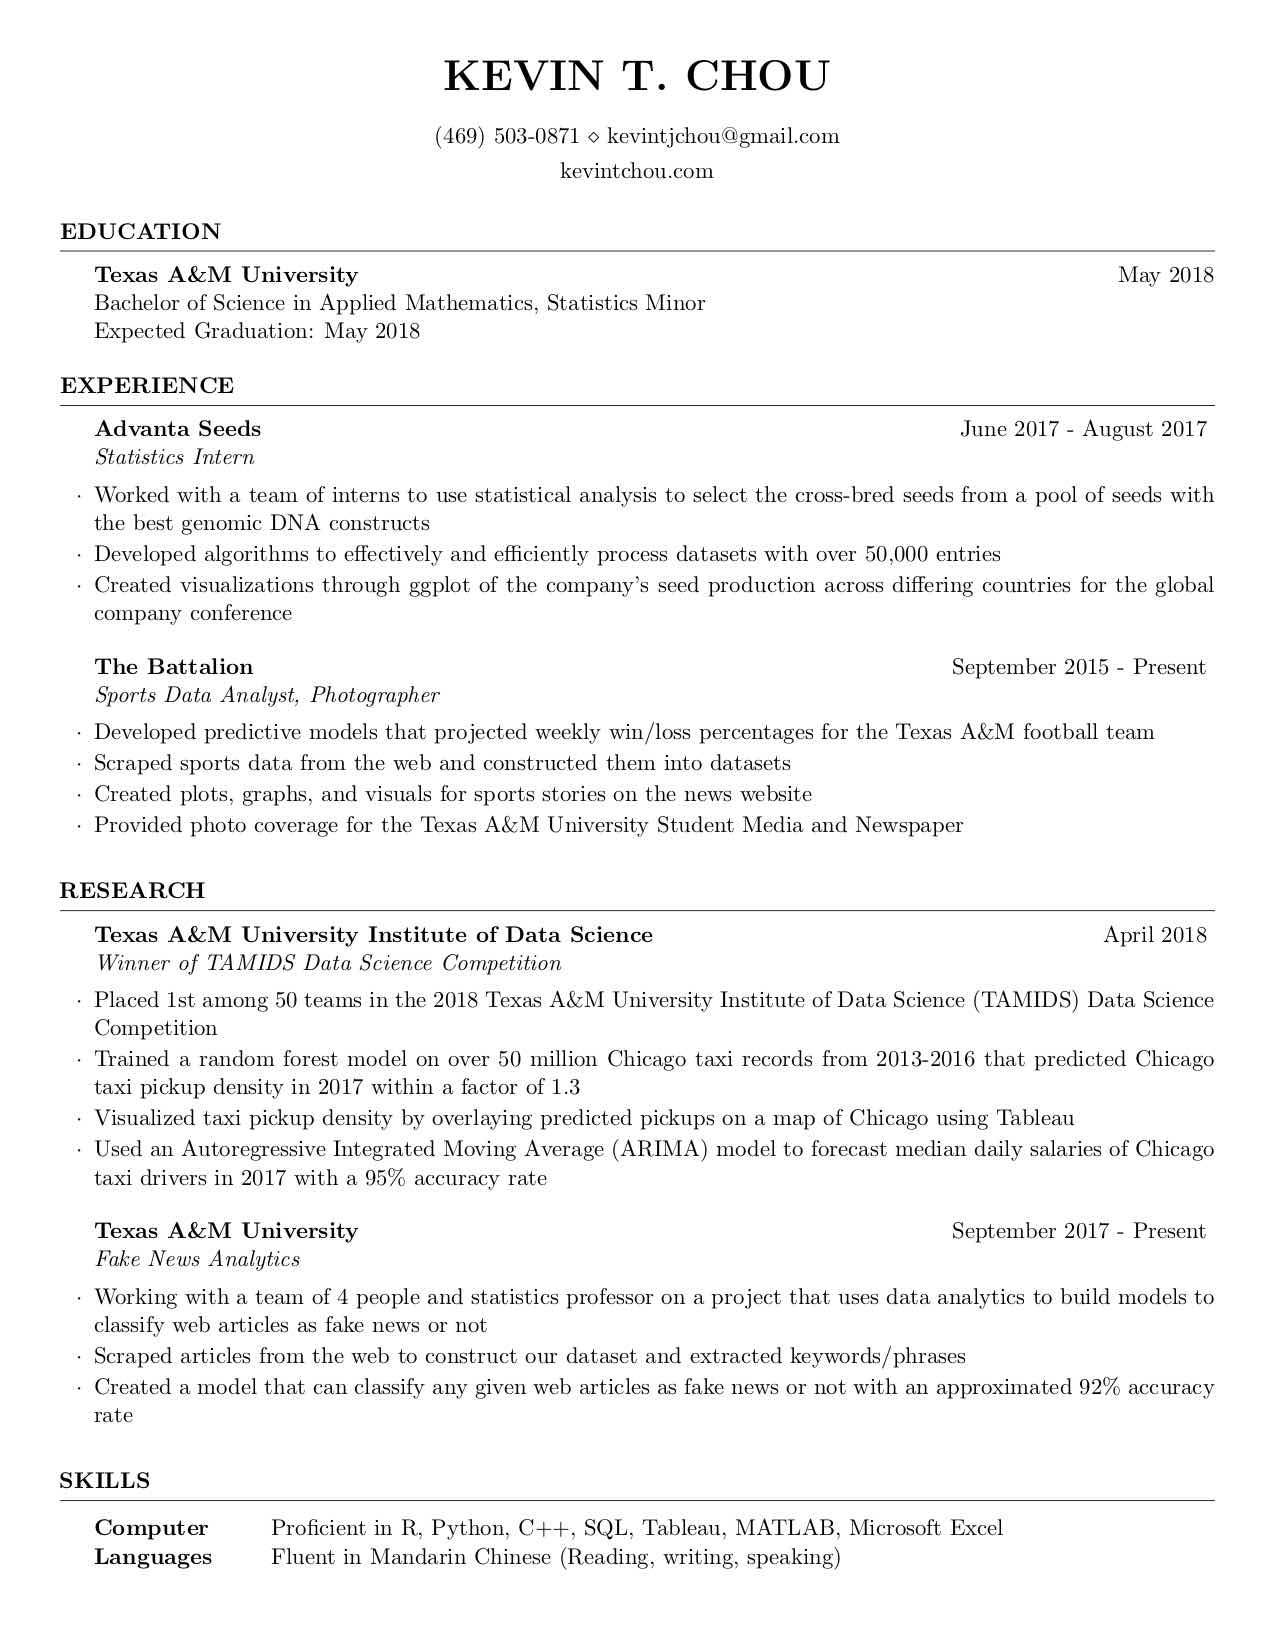 KEVIN T. CHOU
(469) 503-0871 ⋄ kevintjchou@gmail.com
kevintchou.com
EDUCATION
Texas A&M University May 2018
Bachelor of Science in Applied Mathematics, Statistics Minor
Expected Graduation: May 2018
EXPERIENCE
Advanta Seeds June 2017 - August 2017
Statistics Intern
· Worked with a team of interns to use statistical analysis to select the cross-bred seeds from a pool of seeds with
the best genomic DNA constructs
· Developed algorithms to effectively and efficiently process datasets with over 50,000 entries
· Created visualizations through ggplot of the company's seed production across differing countries for the global
company conference
The Battalion September 2015 - Present
Sports Data Analyst, Photographer
· Developed predictive models that projected weekly win/loss percentages for the Texas A&M football team
· Scraped sports data from the web and constructed them into datasets
· Created plots, graphs, and visuals for sports stories on the news website
· Provided photo coverage for the Texas A&M University Student Media and Newspaper
RESEARCH
Texas A&M University Institute of Data Science April 2018
Winner of TAMIDS Data Science Competition
· Placed 1st among 50 teams in the 2018 Texas A&M University Institute of Data Science (TAMIDS) Data Science
Competition
· Trained a random forest model on over 50 million Chicago taxi records from 2013-2016 that predicted Chicago
taxi pickup density in 2017 within a factor of 1.3
· Visualized taxi pickup density by overlaying predicted pickups on a map of Chicago using Tableau
· Used an Autoregressive Integrated Moving Average (ARIMA) model to forecast median daily salaries of Chicago
taxi drivers in 2017 with a 95% accuracy rate
Texas A&M University September 2017 - Present
Fake News Analytics
· Working with a team of 4 people and statistics professor on a project that uses data analytics to build models to
classify web articles as fake news or not
· Scraped articles from the web to construct our dataset and extracted keywords/phrases
· Created a model that can classify any given web articles as fake news or not with an approximated 92% accuracy
rate
SKILLS
Computer Proficient in R, Python, C++, SQL, Tableau, MATLAB, Microsoft Excel
Languages Fluent in Mandarin Chinese (Reading, writing, speaking)